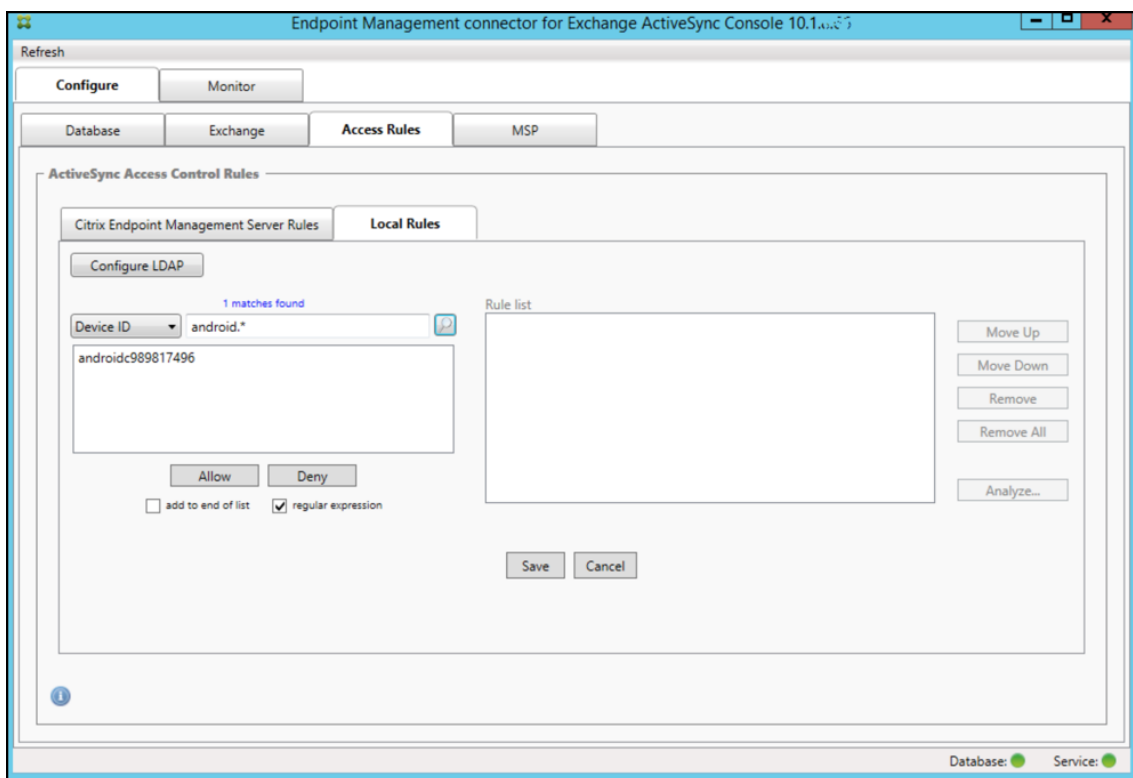 Endpoint Management connector for Exchange ActiveSync Console
Refresh
Configure Monitor
Database Exchange Access Rules MSP
ActiveSync Access Control Rules
Citrix Endpoint Management Server Rules Local Rules
Configure LDAP
1 matches found Rule list
Device ID android.*
androidc989817496
Move Up
Move Down
Remove
Remove All
Allow Deny
Analyze...
add to end of list regular expression
Save Cancel
Database: Service: